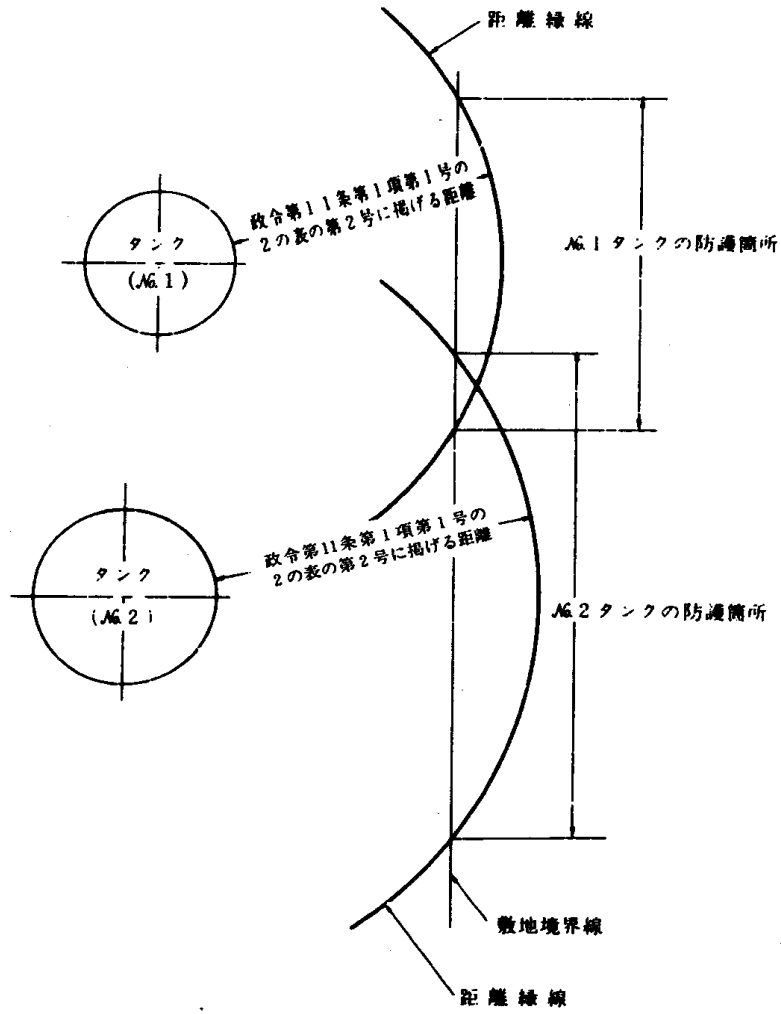 距離縁線
政令第11条第1項第1号の
2の表の第2号に掲げる距離
タンク
(№1)
№1タンクの防護箇所
政令第11条第1項第1号の
2の表の第2号に掲げる距離
タンク
(№2)
№2タンクの防護箇所
敷地境界線
距離縁線